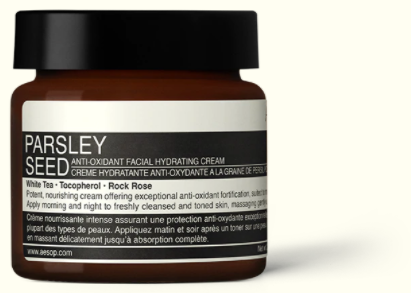 PARSLEY
SEED
ANTI-OXIDANT FACIAL HYDRATING CREAM
CREME HYDRATANTE ANTI-OXYDANTE A LA GRAINE DE
White Tea · Tocopherol · Rock Rose
Potent, nourishing cream offering exceptional anti-oxidant fortification,
Apply morning and night to freshly cleansed and toned skin, massaging
Crème nourrissante intense assurant une protection anti-oxydante
plupart des types de peaux. Appliquez matin et soir après un toner sur une
en massant délicatement jusqu'à absorption complète.
www.aesop.com